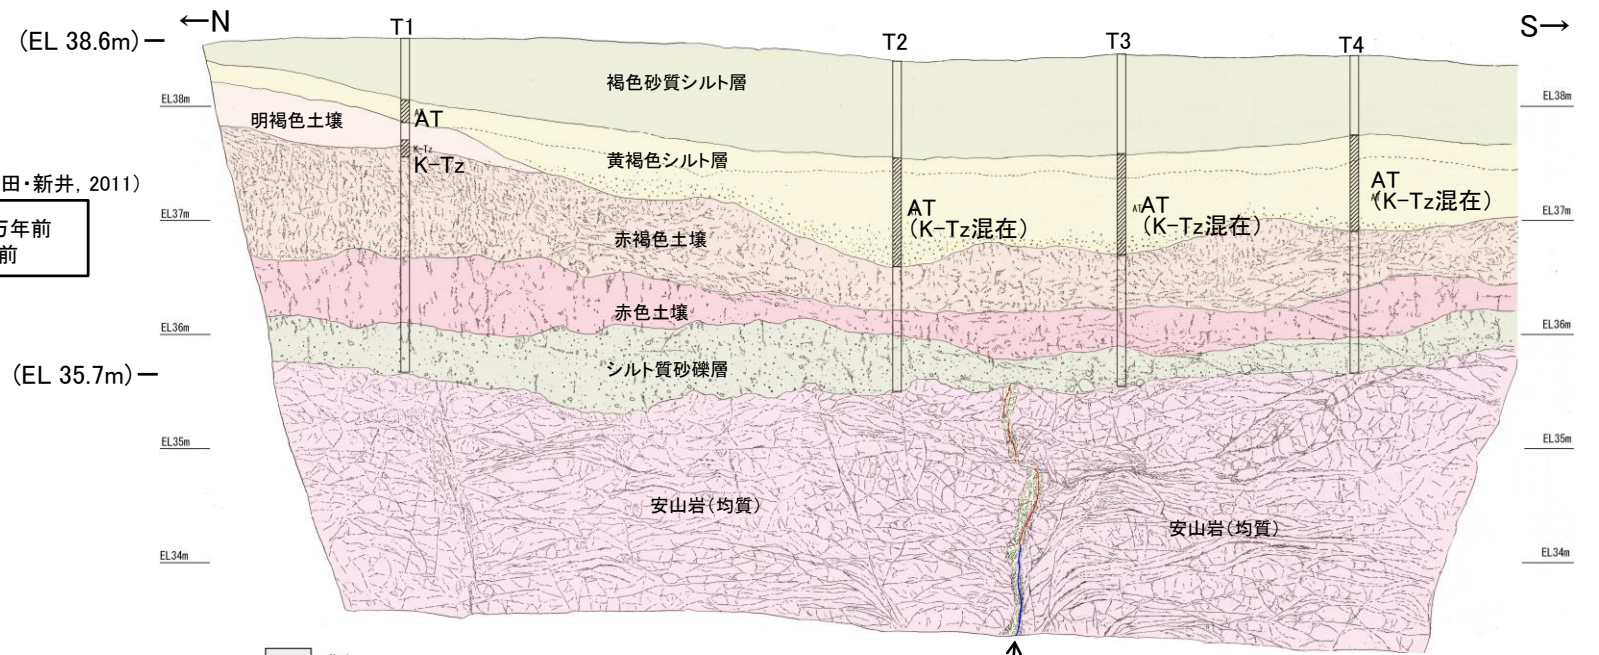 ←N
S→
(EL 38.6m)
T1
T2
T3
T4
褐色砂質シルト層
EL38m
EL38m
明褐色土壌
AT
AT
K-Tz
K-Tz
黄褐色シルト層
田・新井, 2011)
万年前
前
AT
(K-Tz混在)
AT
AT
(K-Tz混在)
AT
(K-Tz混在)
EL37m
EL37m
赤褐色土壌
赤色土壌
EL36m
EL36m
シルト質砂礫層
(EL 35.7m)
EL35m
EL35m
安山岩(均質)
安山岩(均質)
EL34m
EL34m